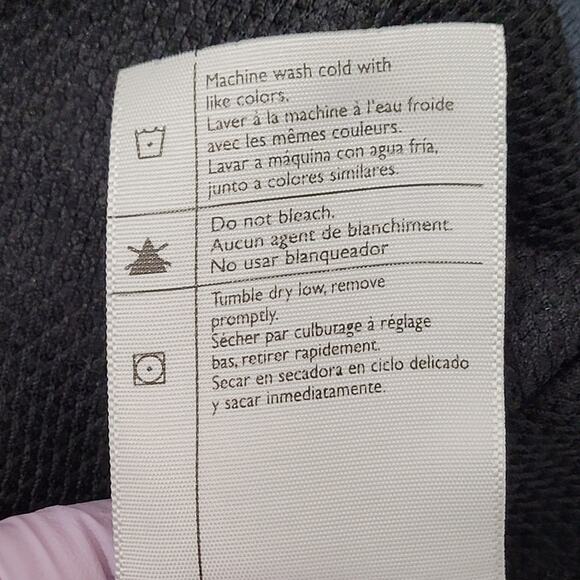 Machine wash cold with
like colors.
Laver à la machine à l'eau froide
avec les mêmes couleurs.
Lavar a máquina con agua fría,
junto a colores similares.
Do not bleach.
Aucun agent de blanchiment.
No usar blanqueador
Tumble dry low, remove
promptly.
Sécher par culbutage à réglage
bas, retirer rapidement.
Secar en secadora en ciclo delicado
y sacar inmediatamente.